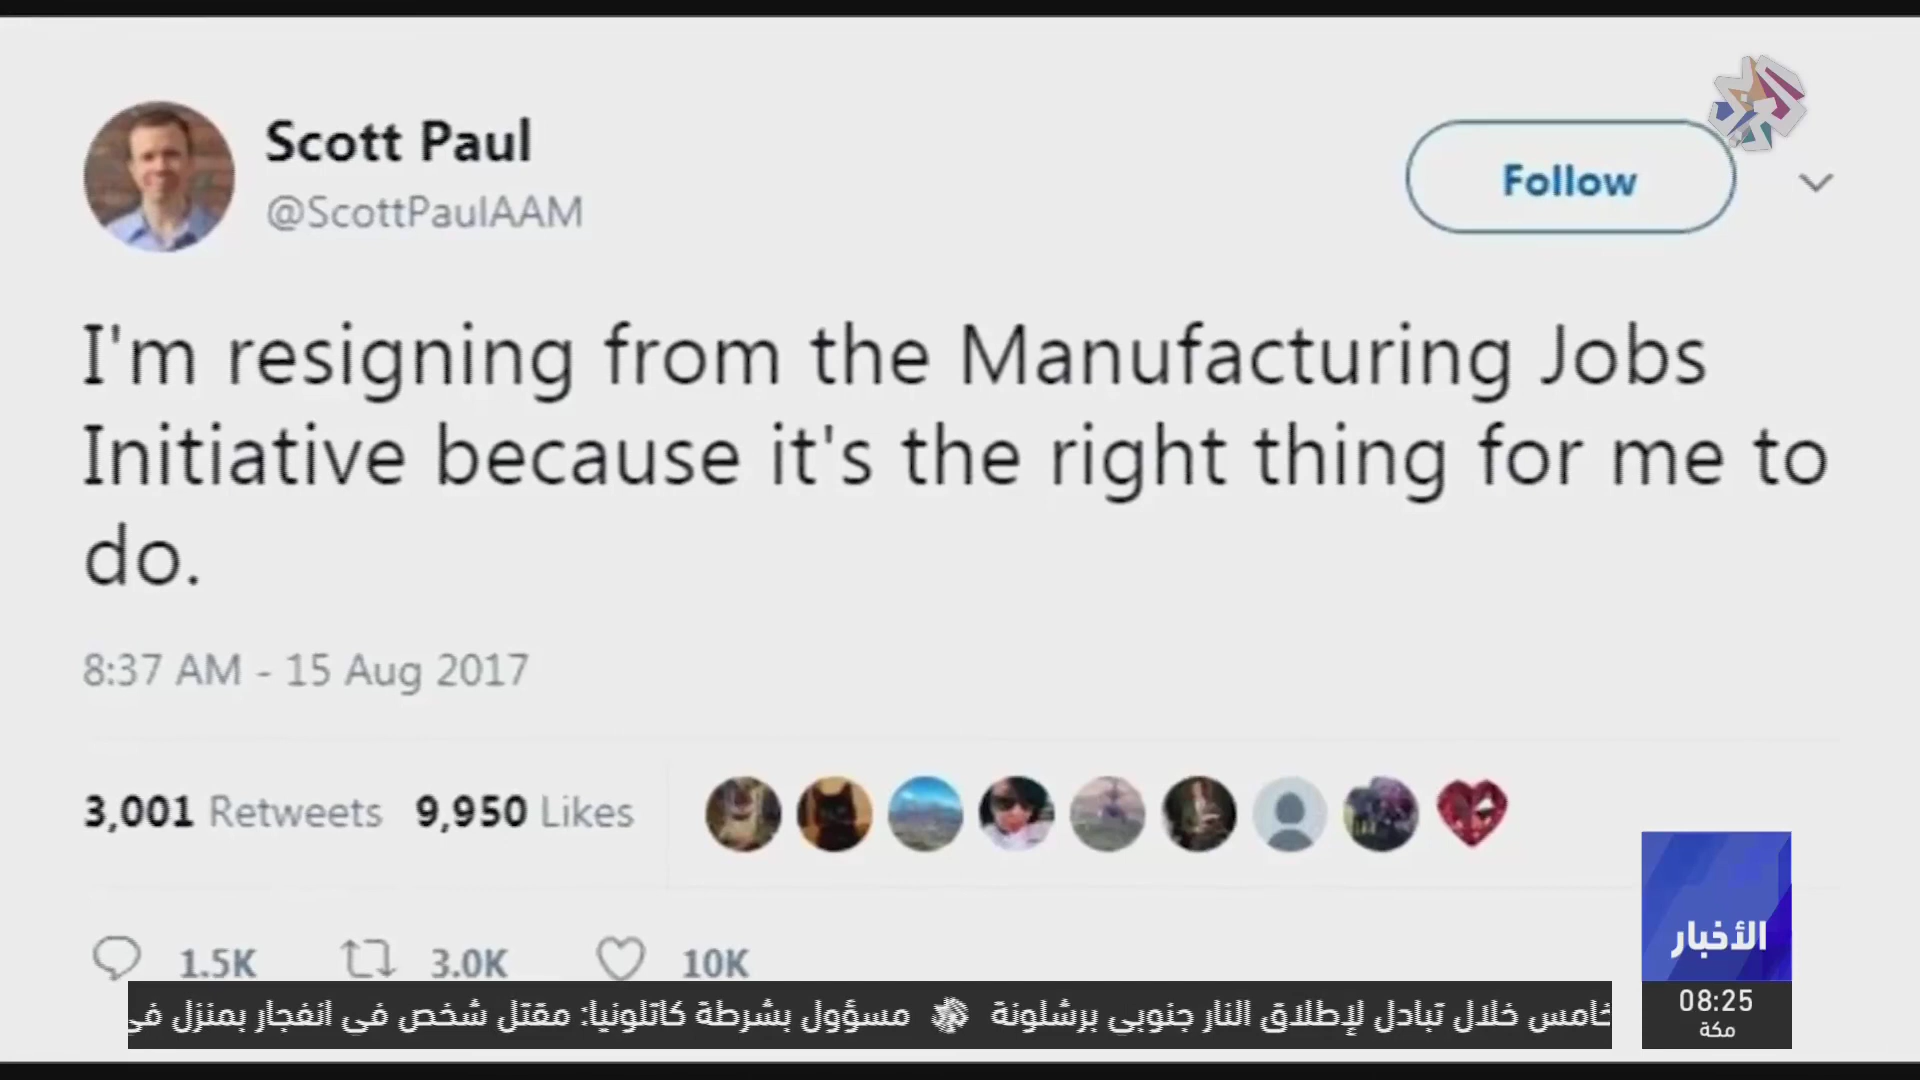 Scott Paul
@ScottPaulAAM
Follow
I'm resigning from the Manufacturing Jobs
Initiative because it's the right thing for me to
do.
8:37 AM - 15 Aug 2017
3,001 Retweets 9,950 Likes
1.5K 3.0K 10K
الأخبار
خامس خلال تبادل لإطلاق النار جنوبي برشلونة مسؤول بشرطة كاتلونيا: مقتل شخص في انفجار بمنزل في
08:25
مكة